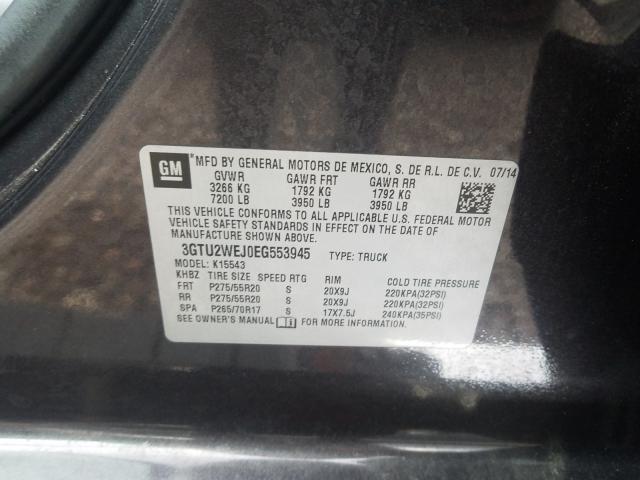 GM *MFD BY GENERAL MOTORS DE MEXICO, S. DE R.L. DE C.V. 07/14
GVWR GAWR FRT GAWR RR
3266 KG 1792 KG 1792 KG
7200 LB 3950 LB 3950 LB
THIS VEHICLE CONFORMS TO ALL APPLICABLE U.S. FEDERAL MOTOR
VEHICLE SAFETY STANDARDS IN EFFECT ON THE DATE OF
MANUFACTURE SHOWN ABOVE.
3GTU2WEJ0EG553945 TYPE: TRUCK
MODEL: K15543
KHBZ TIRE SIZE SPEED RTG RIM COLD TIRE PRESSURE
FRT P275/55R20 S 20X9J 220KPA(32PSI)
RR P275/55R20 S 20X9J 220KPA(32PSI)
SPA P265/70R17 S 17X7.5J 240KPA(35PSI)
SEE OWNER'S MANUAL FOR MORE INFORMATION.